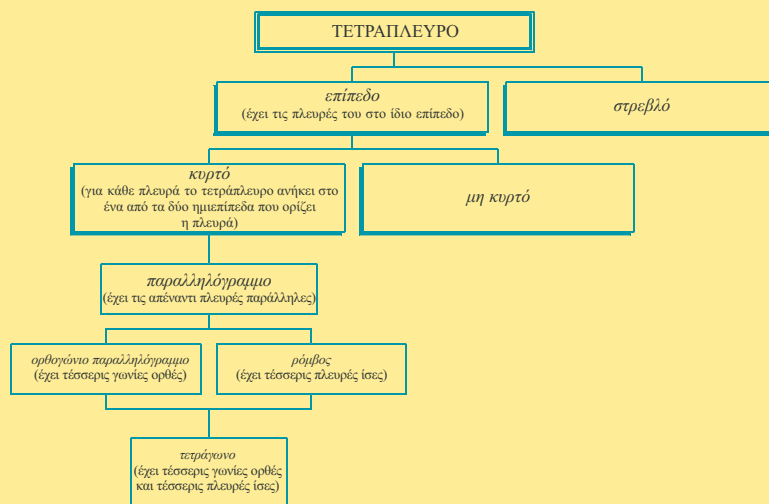 ΤΕΤΡΑΠΛΕΥΡΟ
επίπεδο
(έχει τις πλευρές του στο ίδιο επίπεδο)
στρεβλό
κυρτό
(για κάθε πλευρά το τετράπλευρο ανήκει στο
ένα από τα δύο ημιεπίπεδα που ορίζει
η πλευρά)
μη κυρτό
παραλληλόγραμμο
(έχει τις απέναντι πλευρές παράλληλες)
ορθογώνιο παραλληλόγραμμο
(έχει τέσσερις γωνίες ορθές)
ρόμβος
(έχει τέσσερις πλευρές ίσες)
τετράγωνο
(έχει τέσσερις γωνίες ορθές
και τέσσερις πλευρές ίσες)